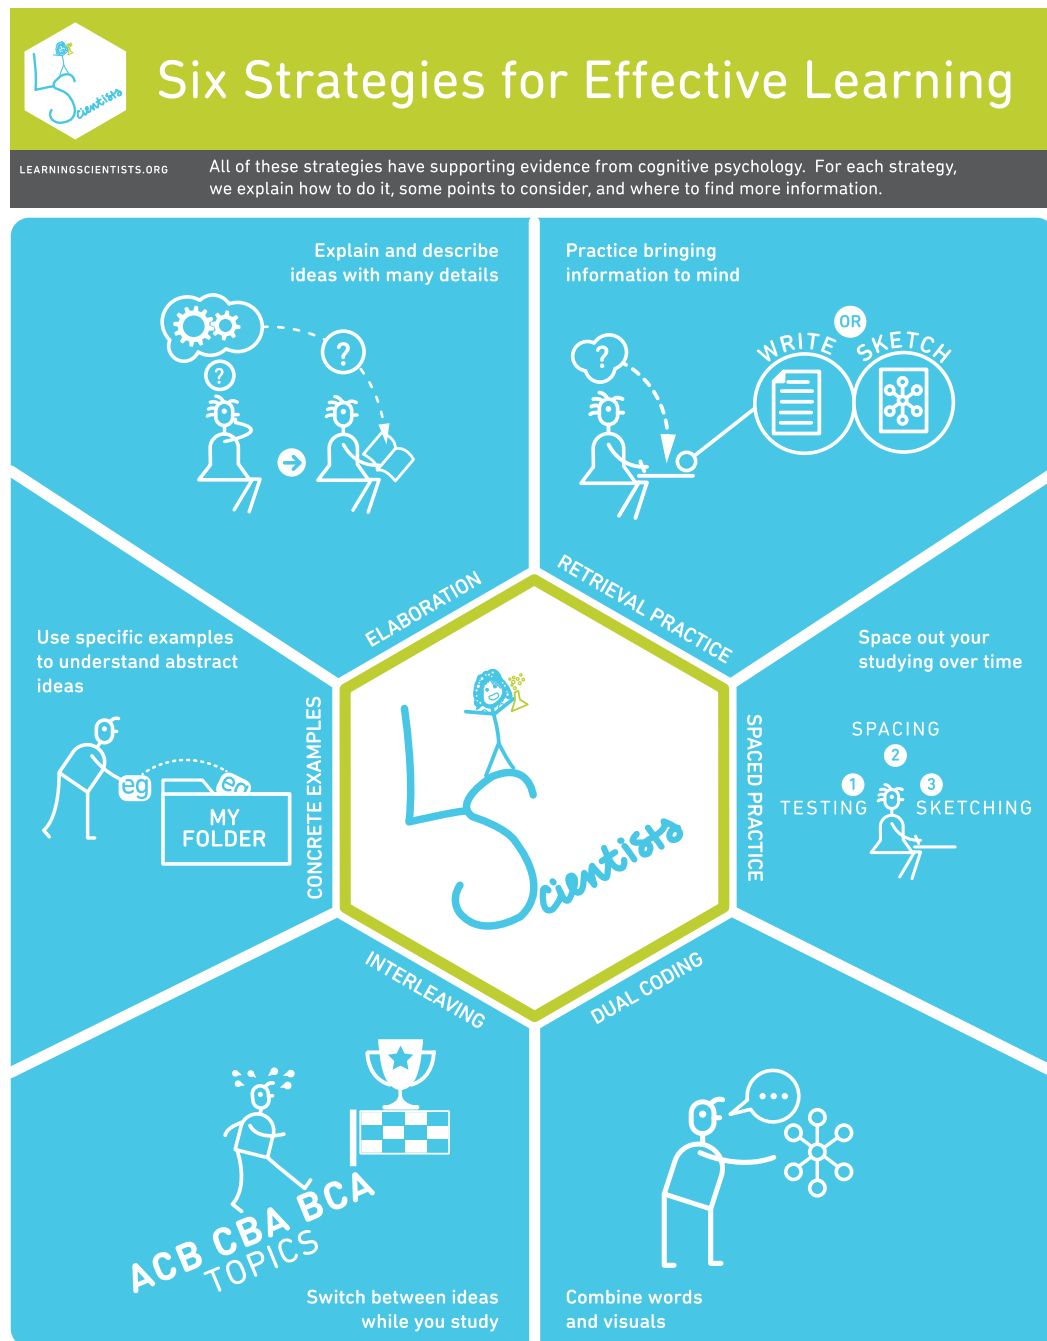 L
Scientists
Six Strategies for Effective Learning
LEARNINGSCIENTISTS.ORG
All of these strategies have supporting evidence from cognitive psychology. For each strategy,
we explain how to do it, some points to consider, and where to find more information.
Explain and describe
ideas with many details
?
?
ELABORATION
Practice bringing
information to mind
?
OR
WRITE
SKETCH
RETRIEVAL PRACTICE
Use specific examples
to understand abstract
ideas
eg
eg
MY
FOLDER
CONCRETE EXAMPLES
L
Scientists
Space out your
studying over time
SPACING
2
1
3
TESTING
SKETCHING
SPACED PRACTICE
INTERLEAVING
ACB CBA BCA
TOPICS
Switch between ideas
while you study
DUAL CODING
Combine words
and visuals